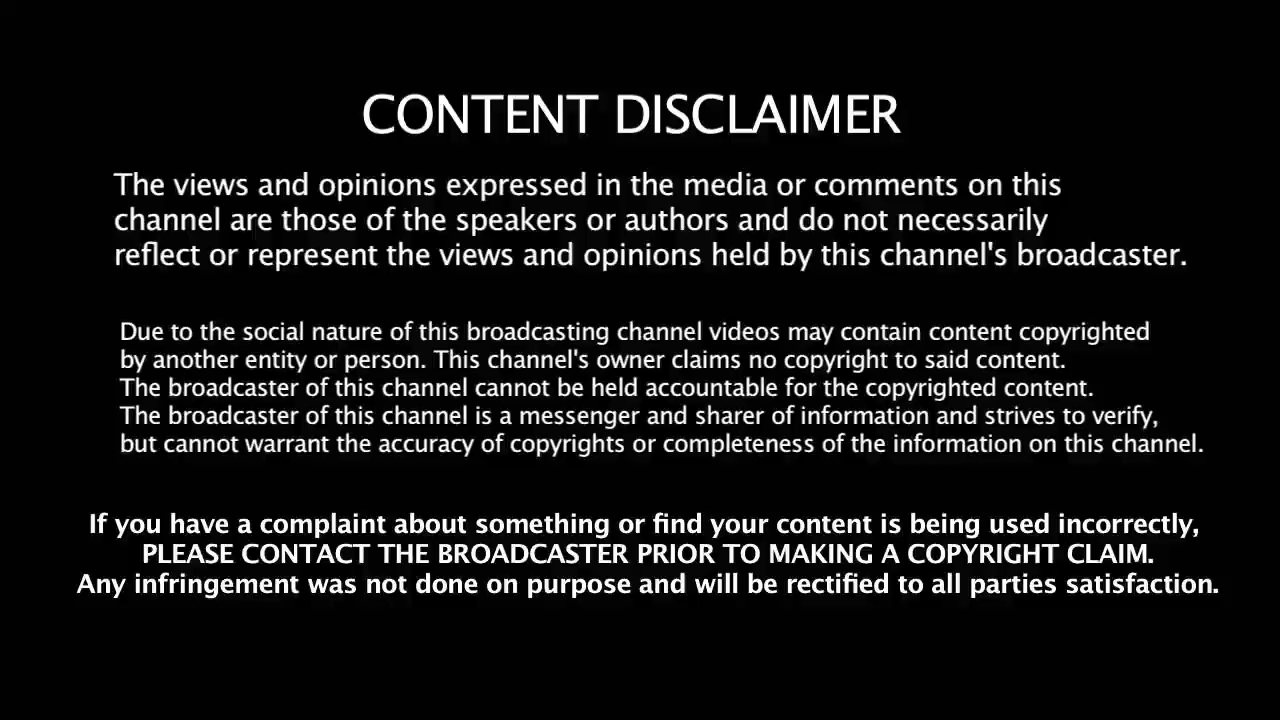 CONTENT DISCLAIMER
The views and opinions expressed in the media or comments on this
channel are those of the speakers or authors and do not necessarily
reflect or represent the views and opinions held by this channel's broadcaster.
Due to the social nature of this broadcasting channel videos may contain content copyrighted
by another entity or person. This channel's owner claims no copyright to said content.
The broadcaster of this channel cannot be held accountable for the copyrighted content.
The broadcaster of this channel is a messenger and sharer of information and strives to verify,
but cannot warrant the accuracy of copyrights or completeness of the information on this channel.
If you have a complaint about something or find your content is being used incorrectly,
PLEASE CONTACT THE BROADCASTER PRIOR TO MAKING A COPYRIGHT CLAIM.
Any infringement was not done on purpose and will be rectified to all parties satisfaction.